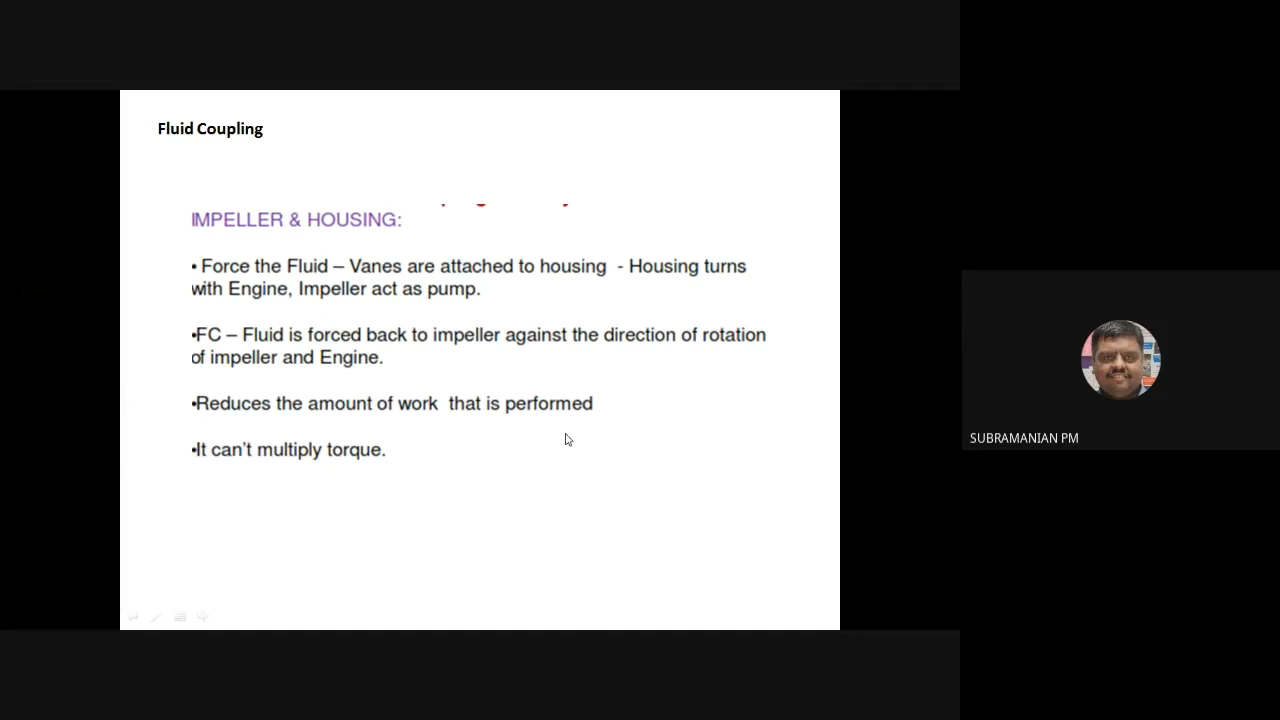 Fluid Coupling
IMPELLER & HOUSING:
• Force the Fluid – Vanes are attached to housing - Housing turns
with Engine, Impeller act as pump.
•FC – Fluid is forced back to impeller against the direction of rotation
of impeller and Engine.
•Reduces the amount of work that is performed
•It can't multiply torque.
SUBRAMANIAN PM